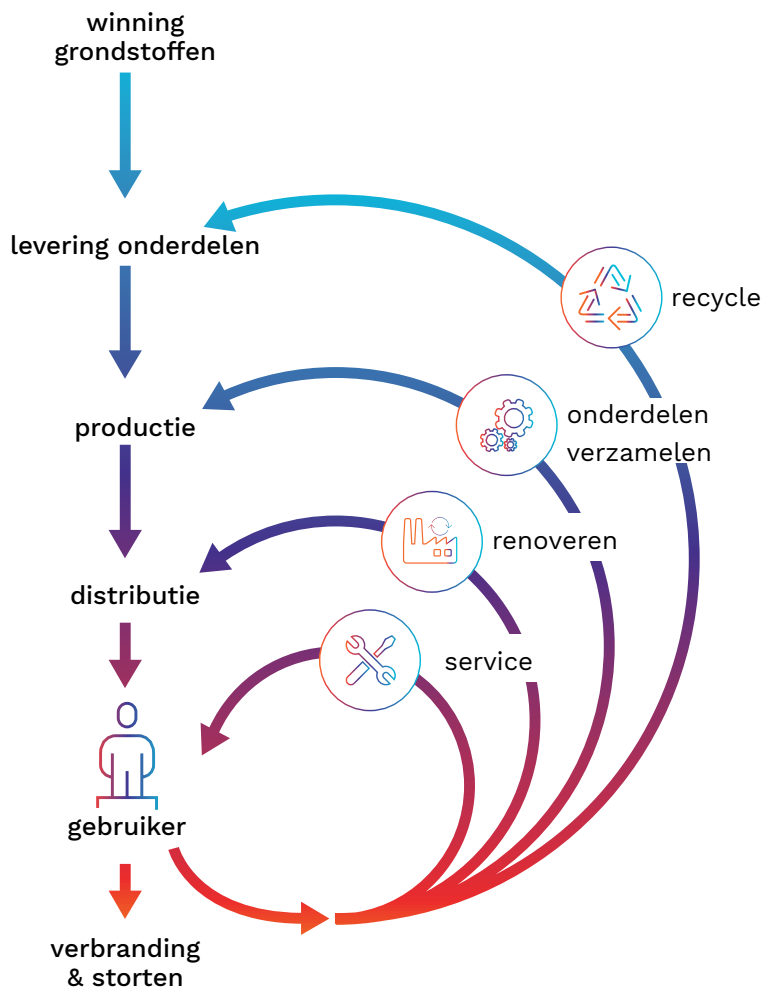 winning
grondstoffen
levering onderdelen
recycle
onderdelen
verzamelen
productie
renoveren
distributie
service
gebruiker
verbranding
& storten